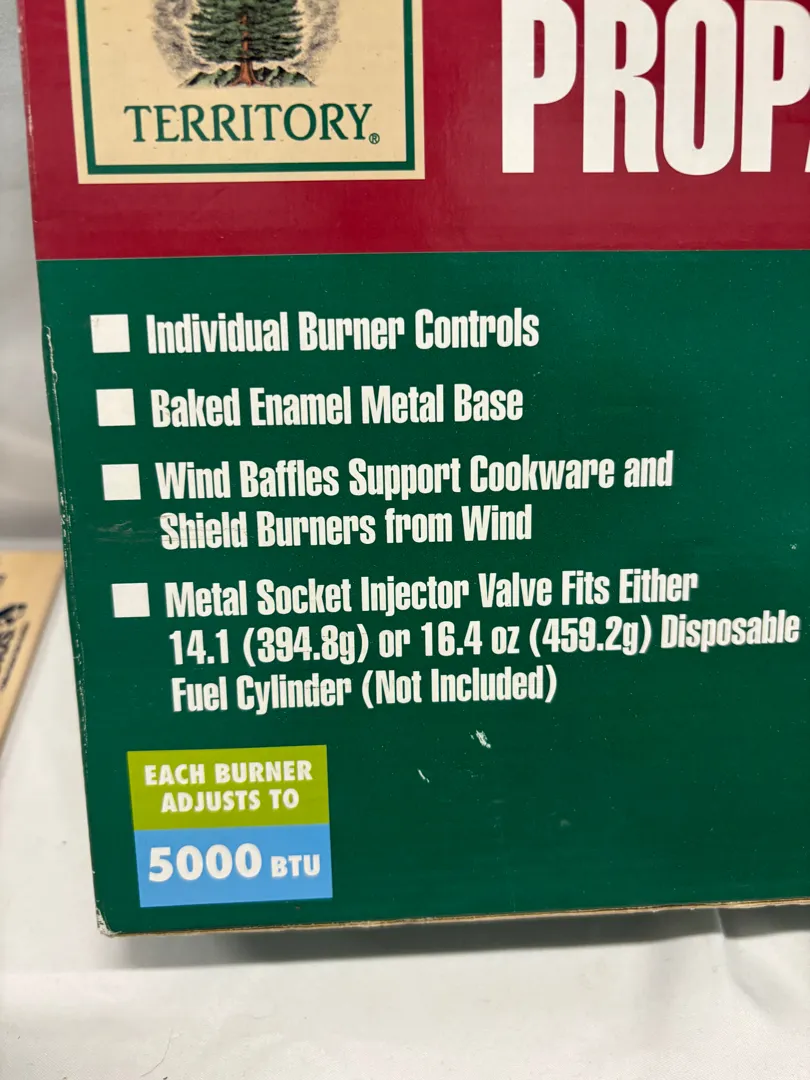 TERRITORY®
PROPA
Individual Burner Controls
Baked Enamel Metal Base
Wind Baffles Support Cookware and
Shield Burners from Wind
Metal Socket Injector Valve Fits Either
14.1 (394.8g) or 16.4 oz (459.2g) Disposable
Fuel Cylinder (Not Included)
EACH BURNER
ADJUSTS TO
5000 BTU